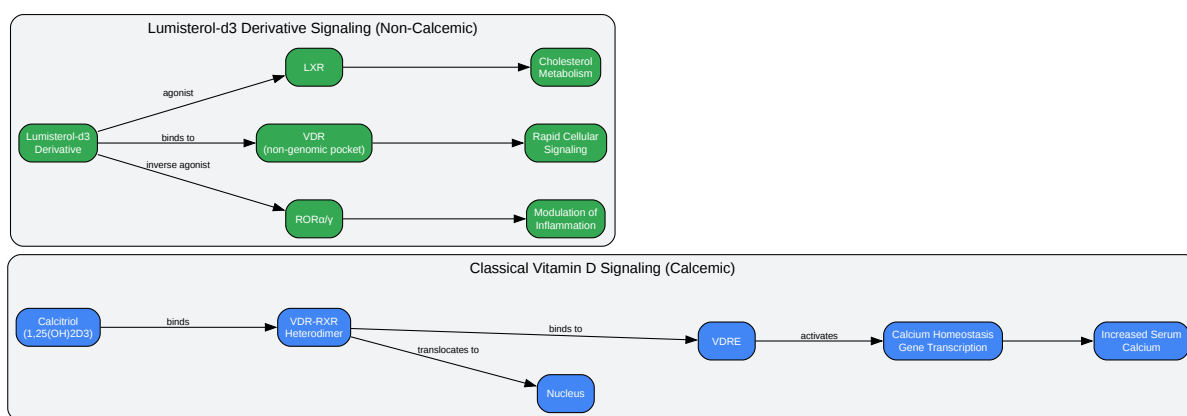 Lumisterol-d3 Derivative Signaling (Non-Calcemic)
LXR
Cholesterol
Metabolism
agonist
Lumisterol-d3
Derivative
binds to
VDR
(non-genomic pocket)
Rapid Cellular
Signaling
inverse agonist
RORα/γ
Modulation of
Inflammation
Classical Vitamin D Signaling (Calcemic)
Calcitriol
(1,25(OH)2D3)
binds
VDR-RXR
Heterodimer
binds to
VDRE
activates
Calcium Homeostasis
Gene Transcription
Increased Serum
Calcium
translocates to
Nucleus